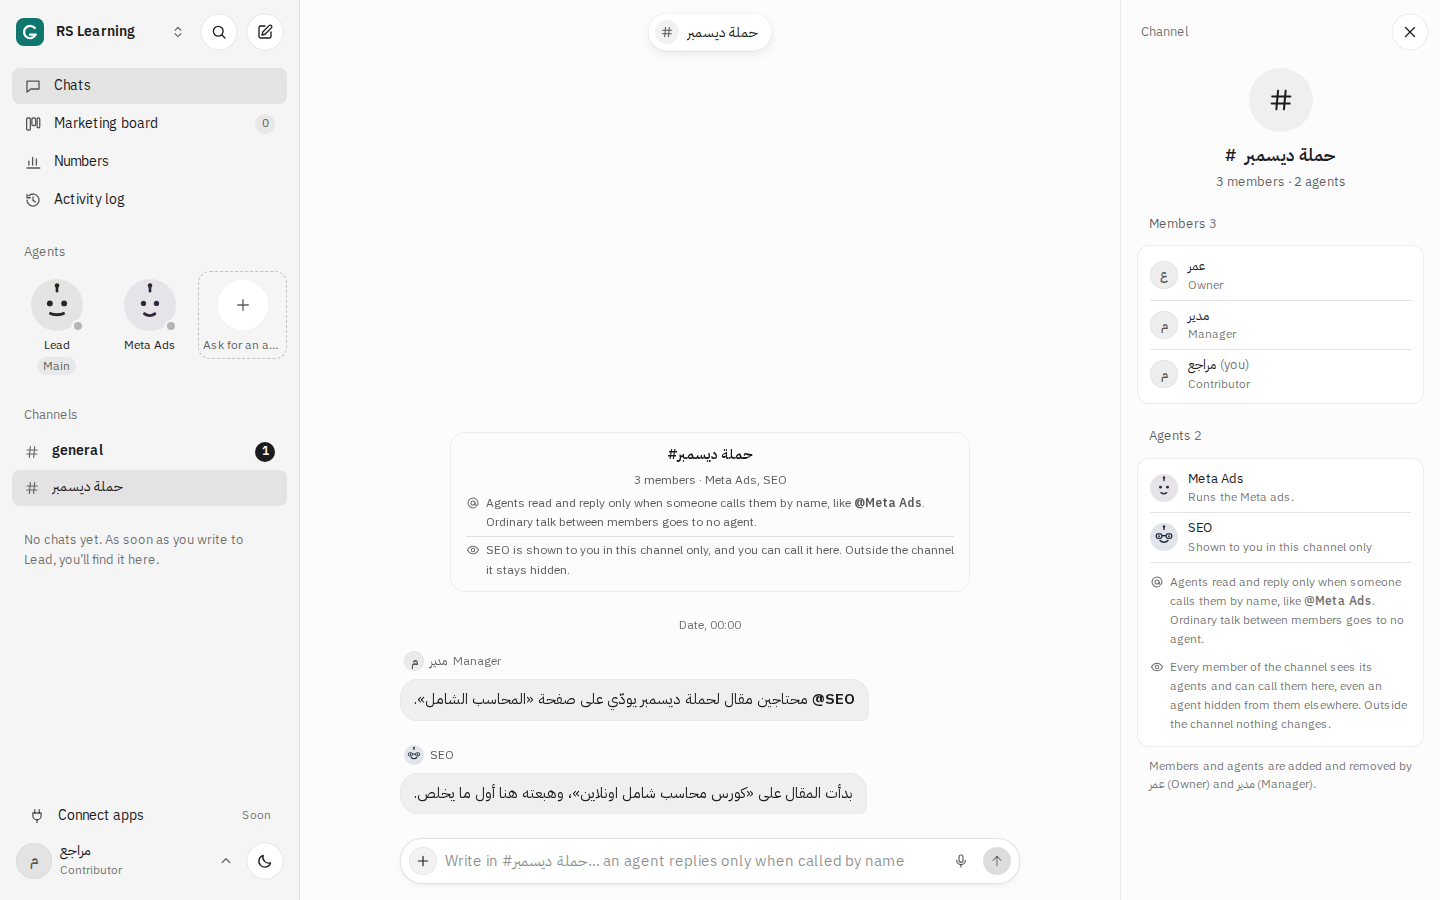 RS Learning
Chats
Marketing board 0
Numbers
Activity log
Agents
Lead
Main
Meta Ads
Ask for an a...
Channels
general 1
حملة ديسمبر
No chats yet. As soon as you write to
Lead, you'll find it here.
Connect apps Soon
م
مراجع
Contributor
# حملة ديسمبر
#حملة ديسمبر
3 members · Meta Ads, SEO
Agents read and reply only when someone calls them by name, like @Meta Ads.
Ordinary talk between members goes to no agent.
SEO is shown to you in this channel only, and you can call it here. Outside the channel
it stays hidden.
Date, 00:00
م مدير Manager
@SEO محتاجين مقال لحملة ديسمبر يودّي على صفحة «المحاسب الشامل».
SEO
بدأت المقال على «كورس محاسب شامل اونلاين»، وهبعته هنا أول ما يخلص.
Write in #حملة ديسمبر... an agent replies only when called by name
Channel
#
# حملة ديسمبر
3 members · 2 agents
Members 3
ع
عمر
Owner
م
مدير
Manager
م
مراجع (you)
Contributor
Agents 2
Meta Ads
Runs the Meta ads.
SEO
Shown to you in this channel only
Agents read and reply only when someone
calls them by name, like @Meta Ads.
Ordinary talk between members goes to no
agent.
Every member of the channel sees its
agents and can call them here, even an
agent hidden from them elsewhere. Outside
the channel nothing changes.
Members and agents are added and removed by
عمر (Owner) and مدير (Manager).